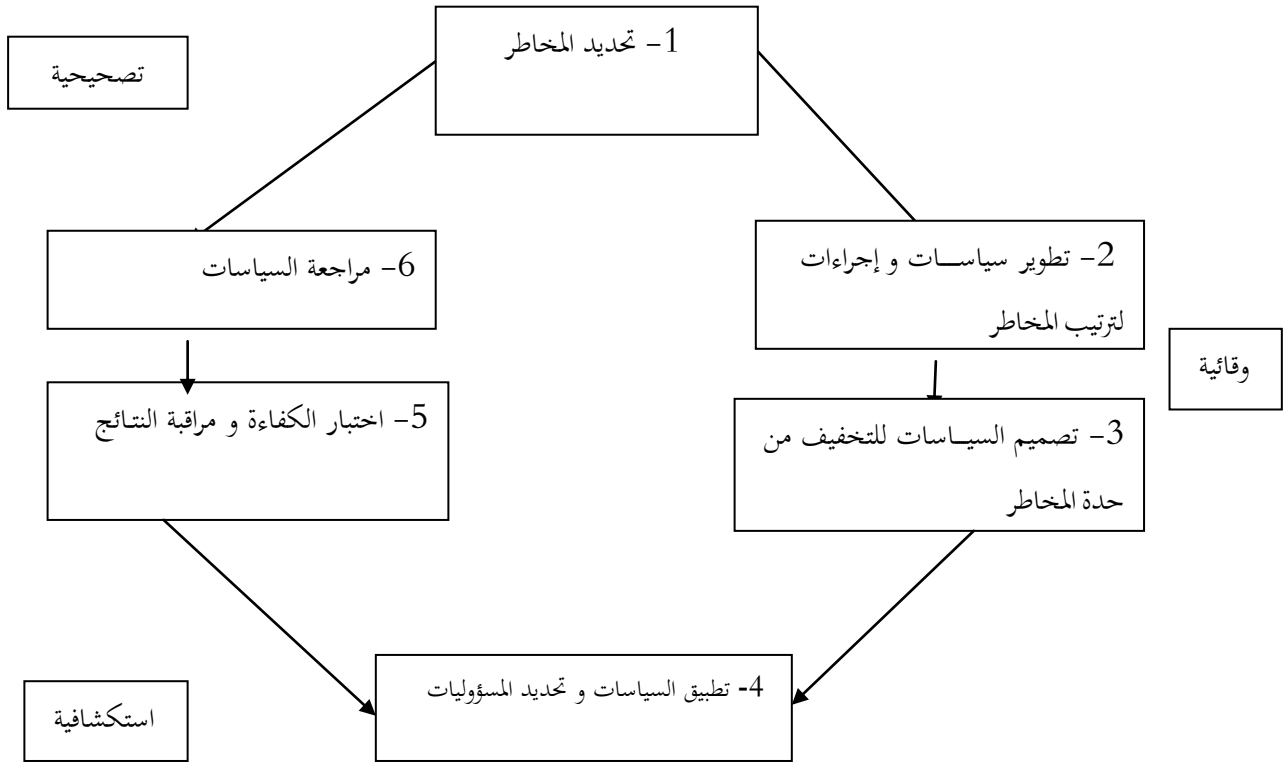 1- تحديد المخاطر
تصحيحية
2- تطوير سياسات و إجراءات
لترتيب المخاطر
6- مراجعة السياسات
وقائية
3- تصميم السياسات للتخفيف من
حدة المخاطر
5- اختبار الكفاءة و مراقبة النتائج
4- تطبيق السياسات و تحديد المسؤوليات
استكشافية